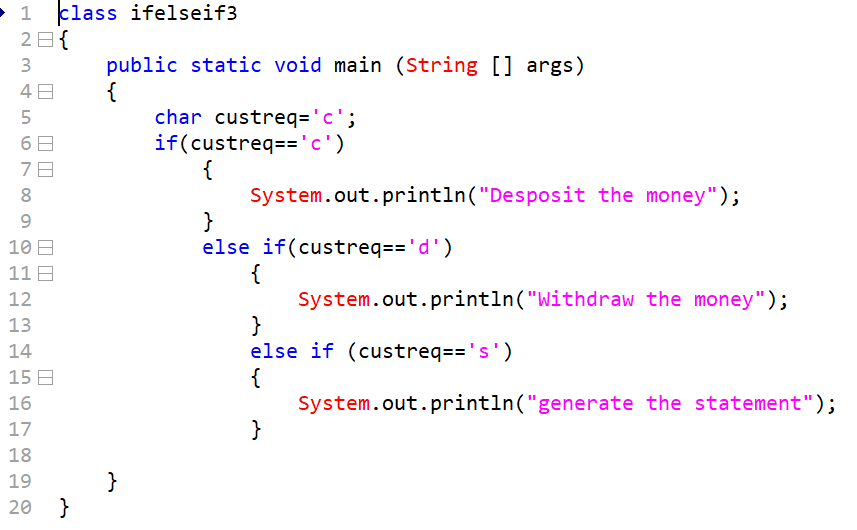 1 class ifelseif3
2 {
3 public static void main (String [] args)
4 {
5 char custreq='c';
6 if(custreq=='c')
7 {
8 System.out.println("Desposit the money");
9 }
10 else if(custreq=='d')
11 {
12 System.out.println("Withdraw the money");
13 }
14 else if (custreq=='s')
15 {
16 System.out.println("generate the statement");
17 }
18
19 }
20 }